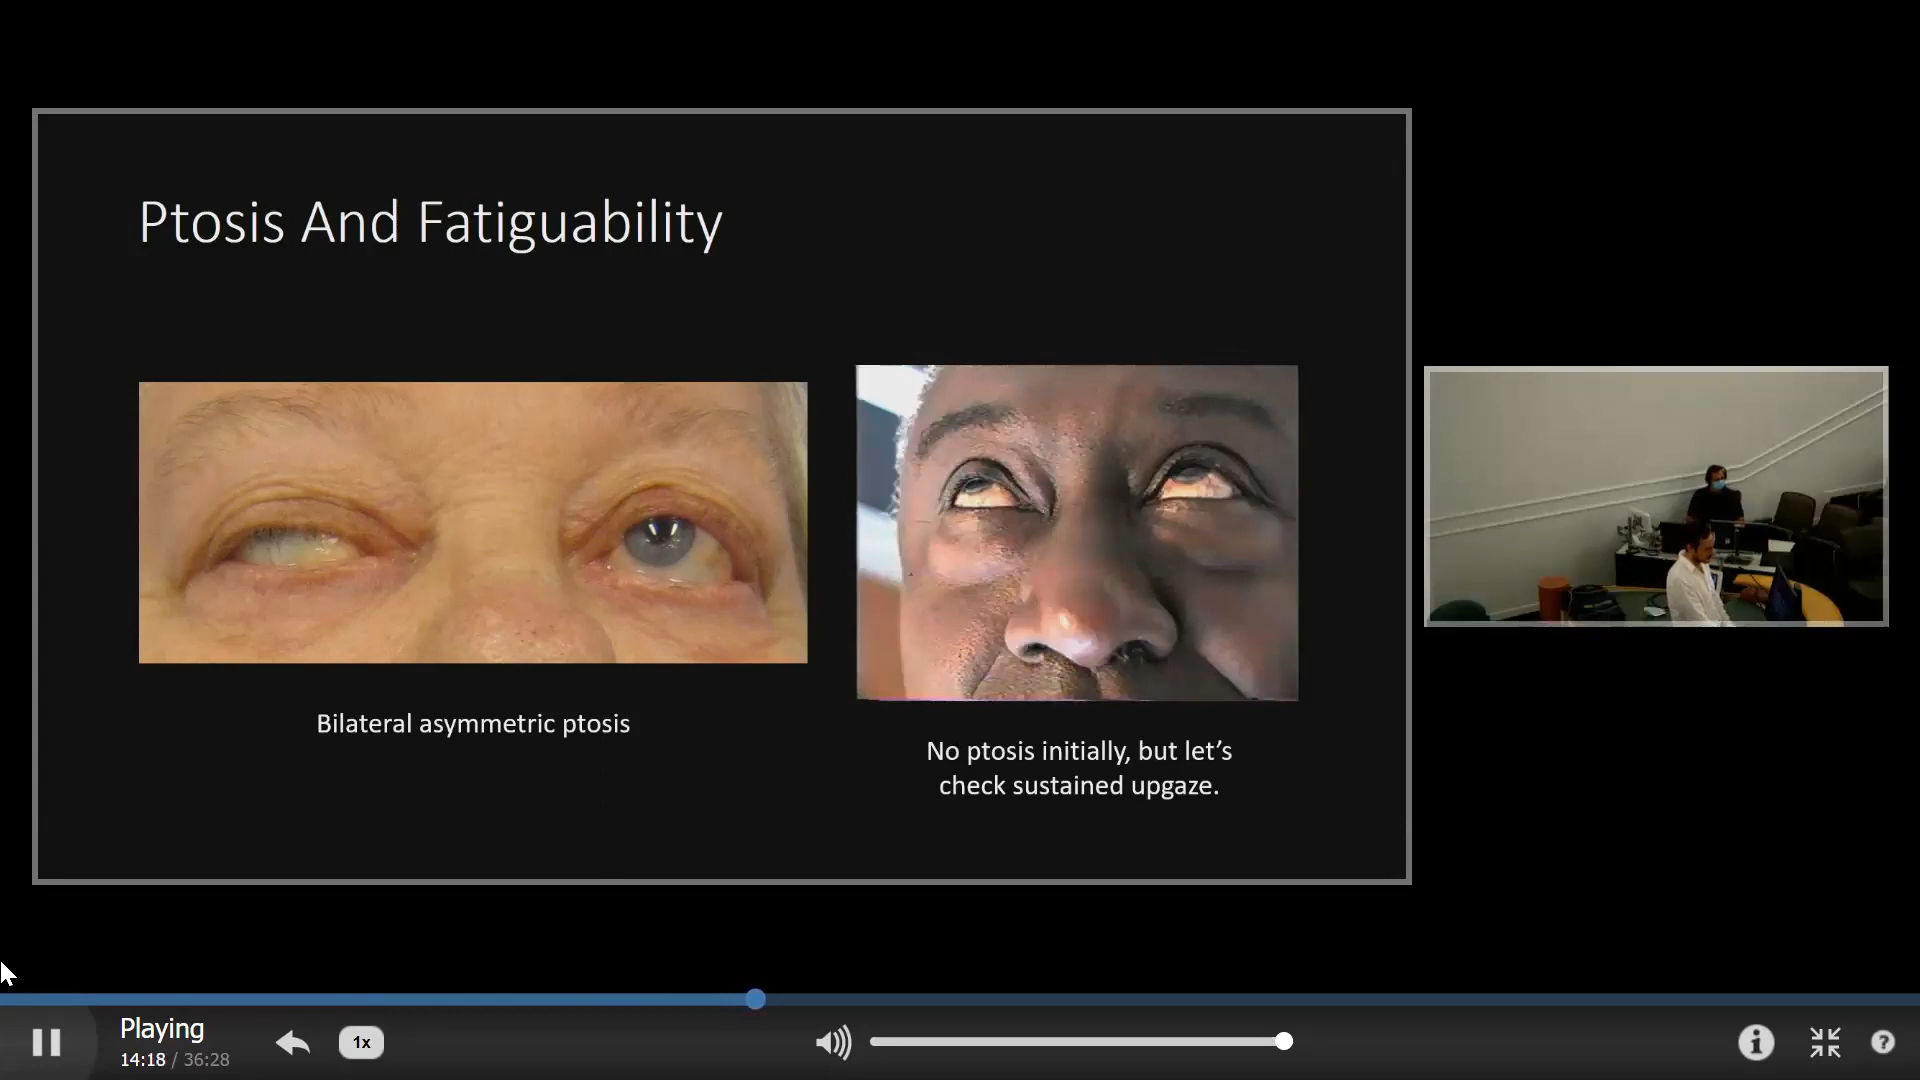 Ptosis And Fatiguability
Bilateral asymmetric ptosis
No ptosis initially, but let’s
check sustained upgaze.
Playing
14:18 / 36:28
1x